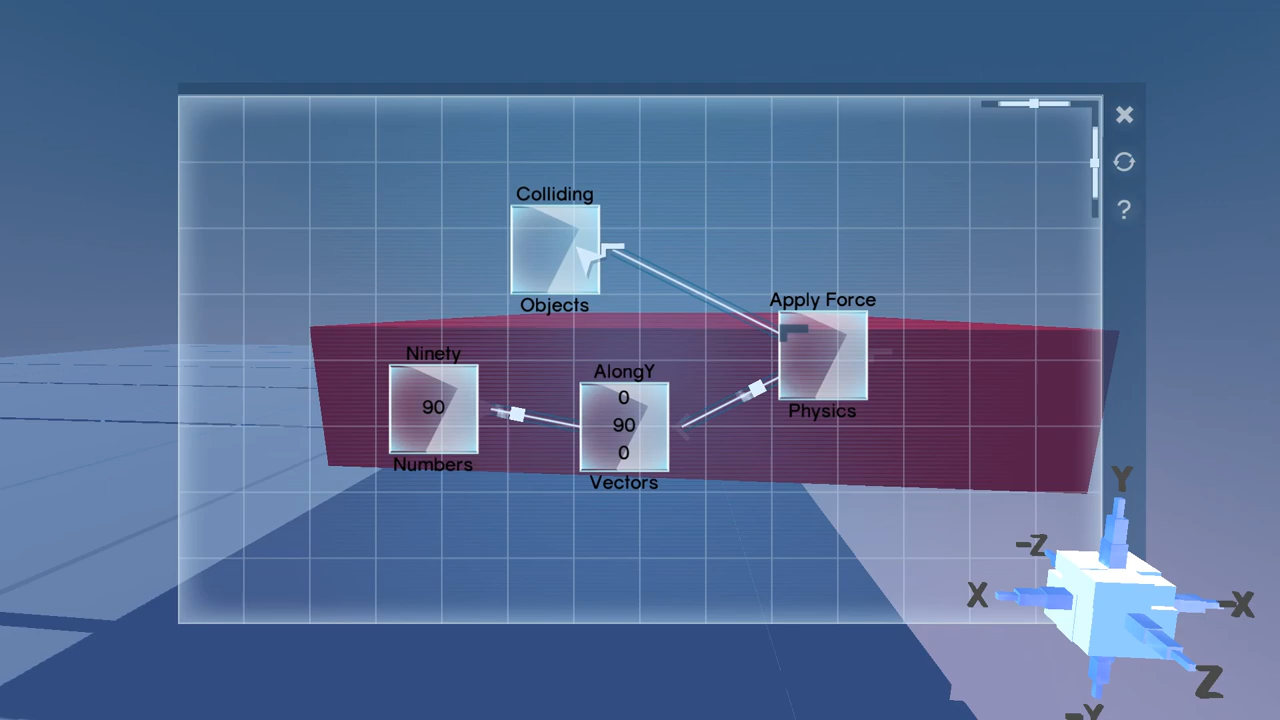 ?
Colliding
Objects
Apply Force
Physics
Ninety
90
Numbers
AlongY
0
90
0
Vectors
Y
-Z
X
-X
Z
-Y